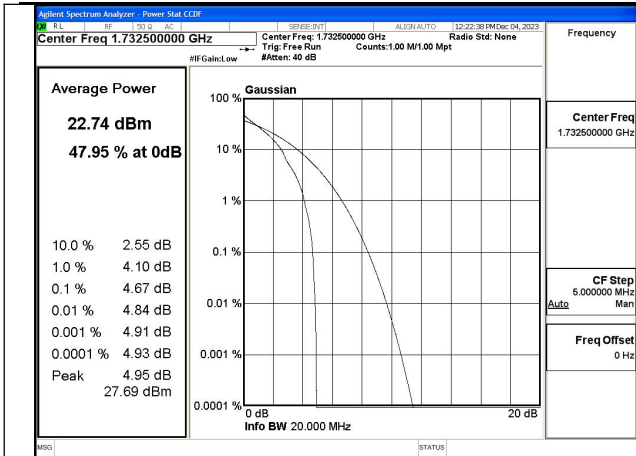 Agilent Spectrum Analyzer - Power Stat CCDF
RL RF 50 Ω AC SENSE:INT ALIGN AUTO 12:22:38 PM Dec 04, 2023
Center Freq 1.732500000 GHz
Center Freq: 1.732500000 GHz Radio Std: None
Trig: Free Run Counts:1.00 M/1.00 Mpt
#IFGain:Low #Atten: 40 dB
Frequency
Average Power
22.74 dBm
47.95 % at 0dB
10.0 % 2.55 dB
1.0 % 4.10 dB
0.1 % 4.67 dB
0.01 % 4.84 dB
0.001 % 4.91 dB
0.0001 % 4.93 dB
Peak 4.95 dB
27.69 dBm
Gaussian
100 %
10 %
1 %
0.1 %
0.01 %
0.001 %
0.0001 %
0 dB 20 dB
Info BW 20.000 MHz
Center Freq
1.732500000 GHz
CF Step
5.000000 MHz
Auto Man
Freq Offset
0 Hz
MSG STATUS